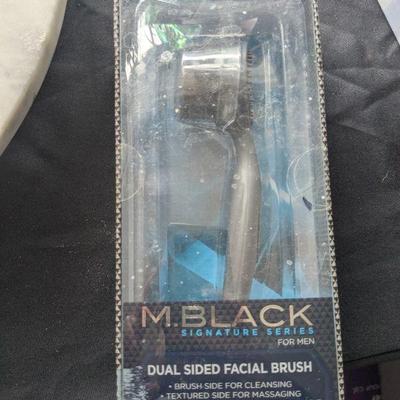 M.BLACK
SIGNATURE SERIES
FOR MEN
DUAL SIDED FACIAL BRUSH
• BRUSH SIDE FOR CLEANSING
• TEXTURED SIDE FOR MASSAGING